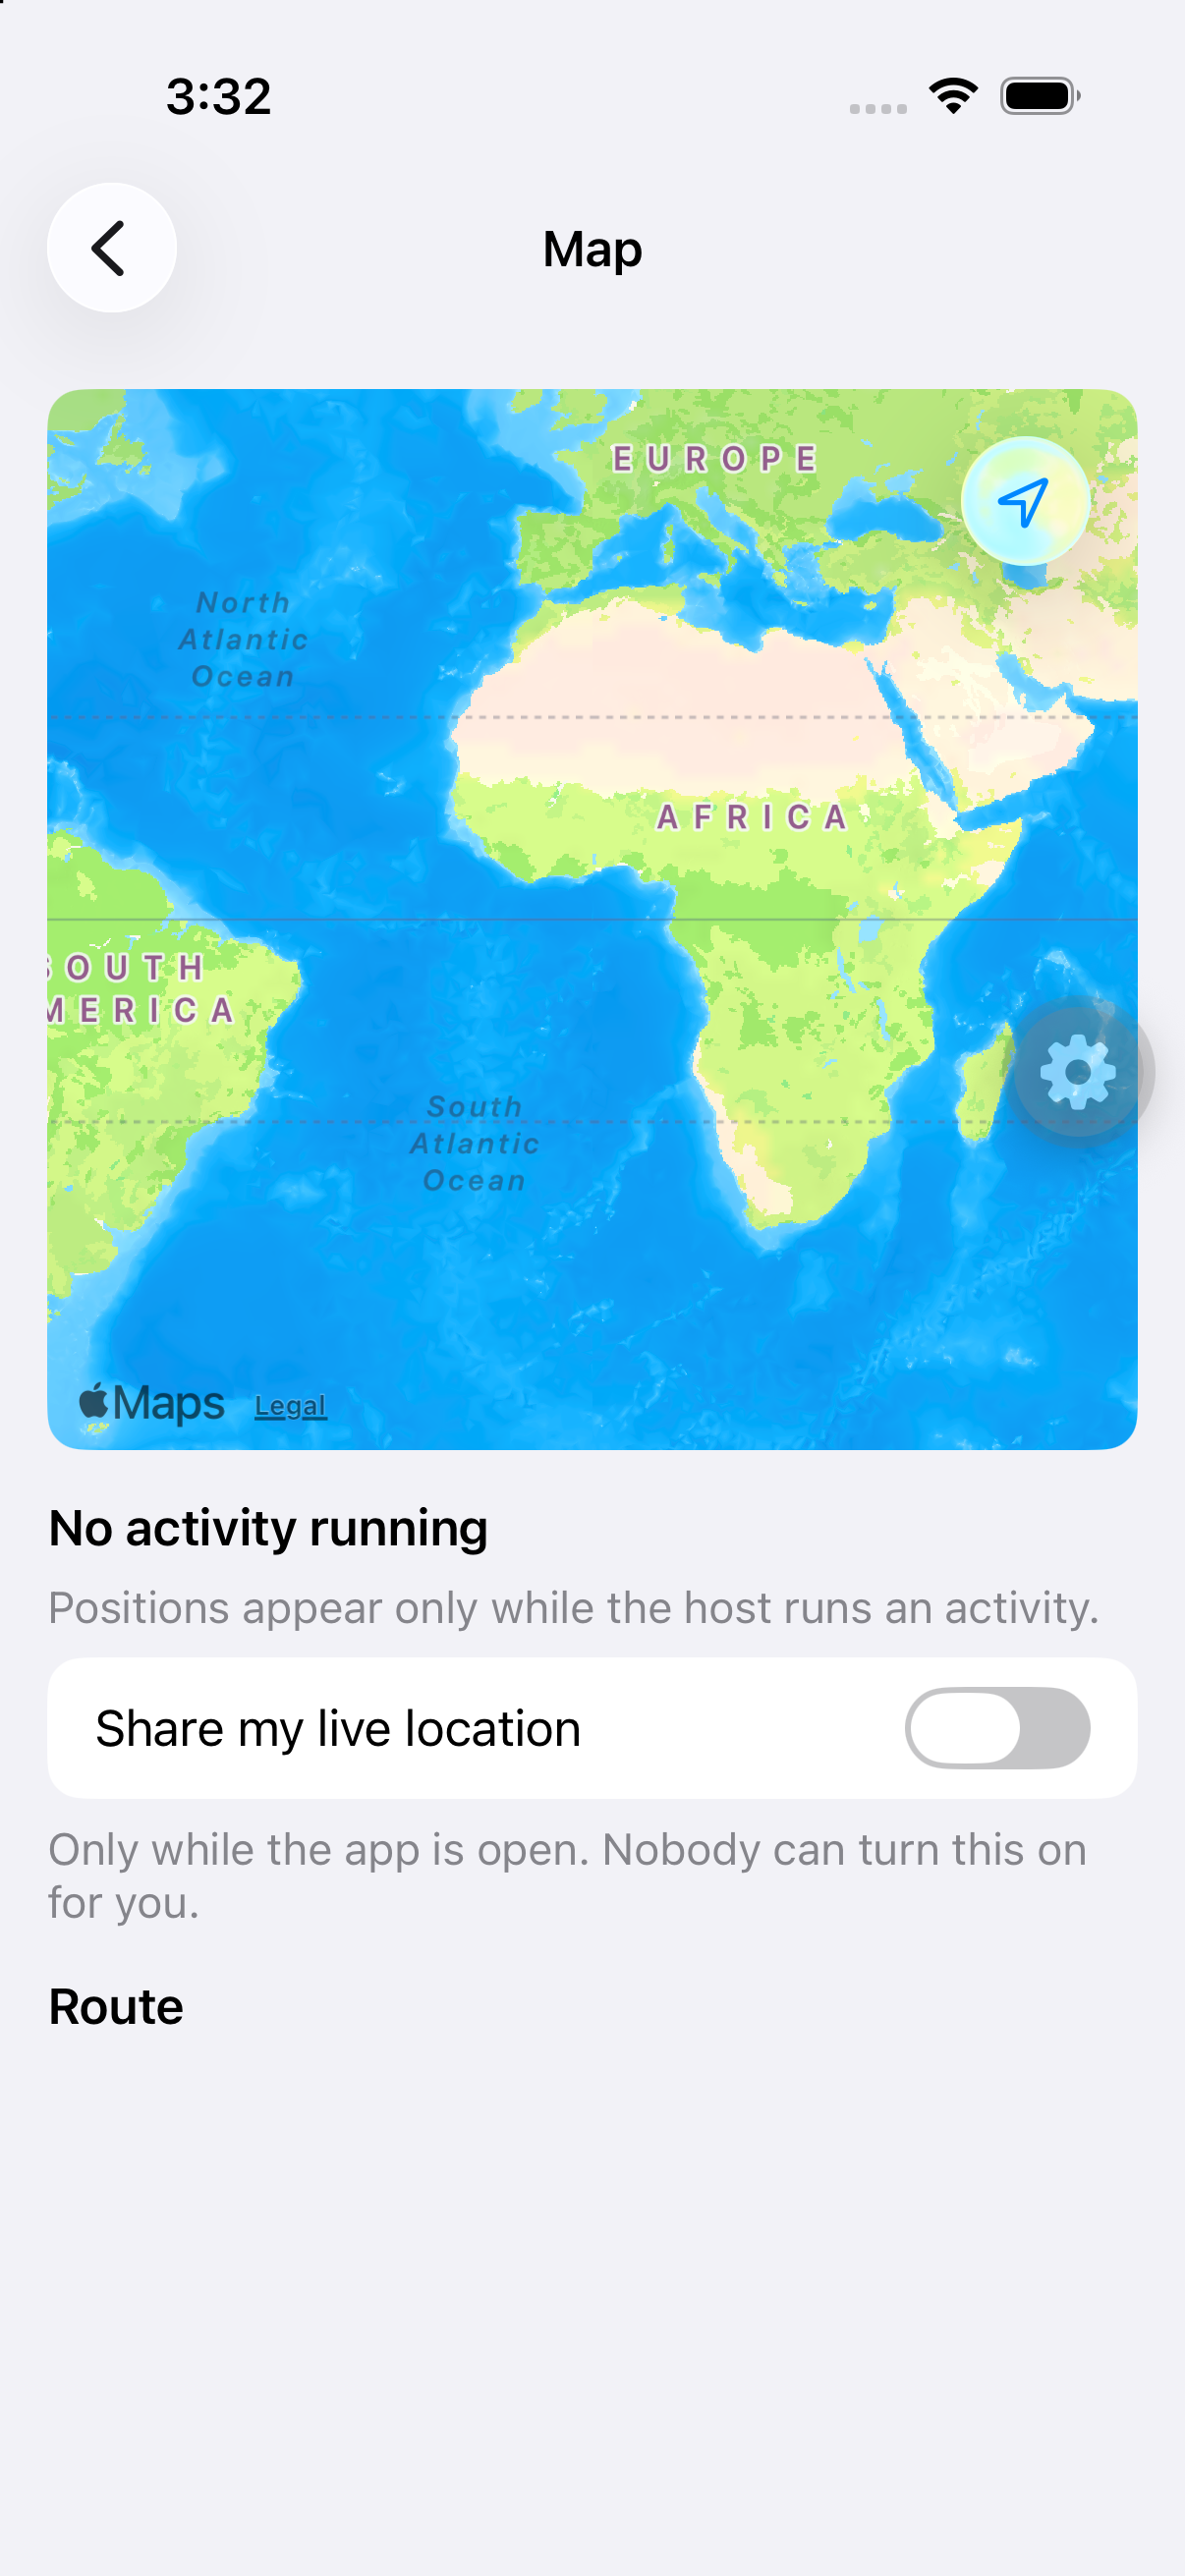 3:32
Map
EUROPE
North
Atlantic
Ocean
AFRICA
SOUTH
MERICA
South
Atlantic
Ocean
Maps Legal
No activity running
Positions appear only while the host runs an activity.
Share my live location
Only while the app is open. Nobody can turn this on
for you.
Route